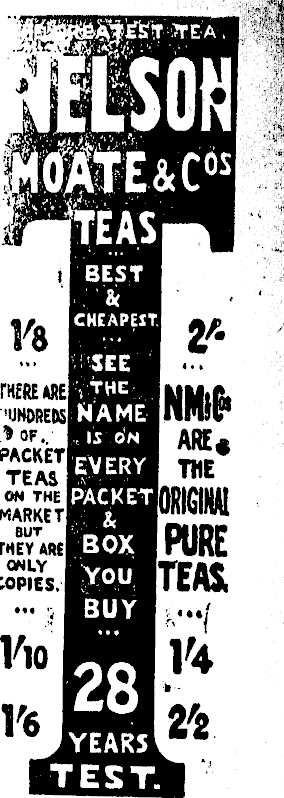 GREATEST TEA.
NELSON
MOATE & COS
TEAS
BEST
&
CHEAPEST.
SEE
THE
NAME
IS ON
EVERY
PACKET
&
BOX
YOU
BUY
28
YEARS
TEST.
1/8
THERE ARE
HUNDREDS
OF
PACKET
TEAS
ON THE
MARKET
BUT
THEY ARE
ONLY
COPIES.
1/10
1/6
2/-
NM&Cos
ARE
THE
ORIGINAL
PURE
TEAS.
1/4
2/2